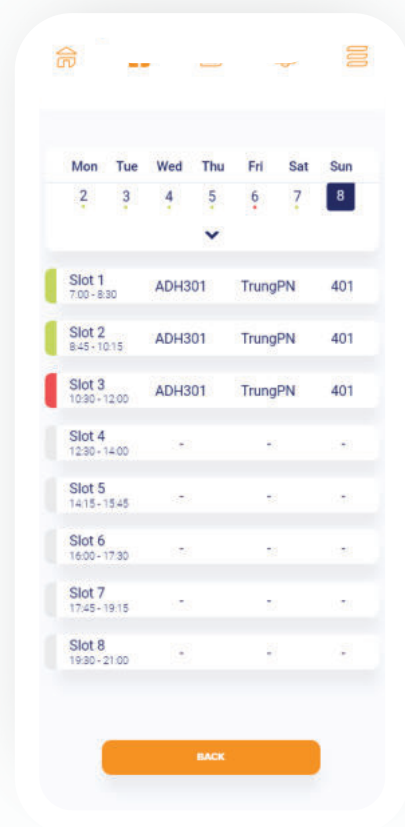 Mon Tue Wed Thu Fri Sat Sun
2 3 4 5 6 7 8
Slot 1 ADH301 TrungPN 401
7:00 - 8:30
Slot 2 ADH301 TrungPN 401
8:45 - 10:15
Slot 3 ADH301 TrungPN 401
10:30 - 12:00
Slot 4 - - -
12:30 - 14:00
Slot 5 - - -
14:15 - 15:45
Slot 6 - - -
16:00 - 17:30
Slot 7 - - -
17:45 - 19:15
Slot 8 - - -
19:30 - 21:00
BACK